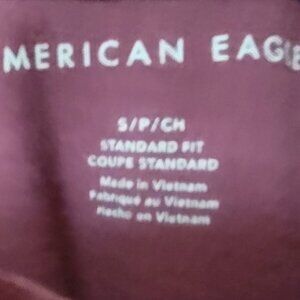 MERICAN EAGLE
S/P/CH
STANDARD FIT
COUPE STANDARD
Made in Vietnam
Fabriqué au Vietnam
Hecho en Vietnam